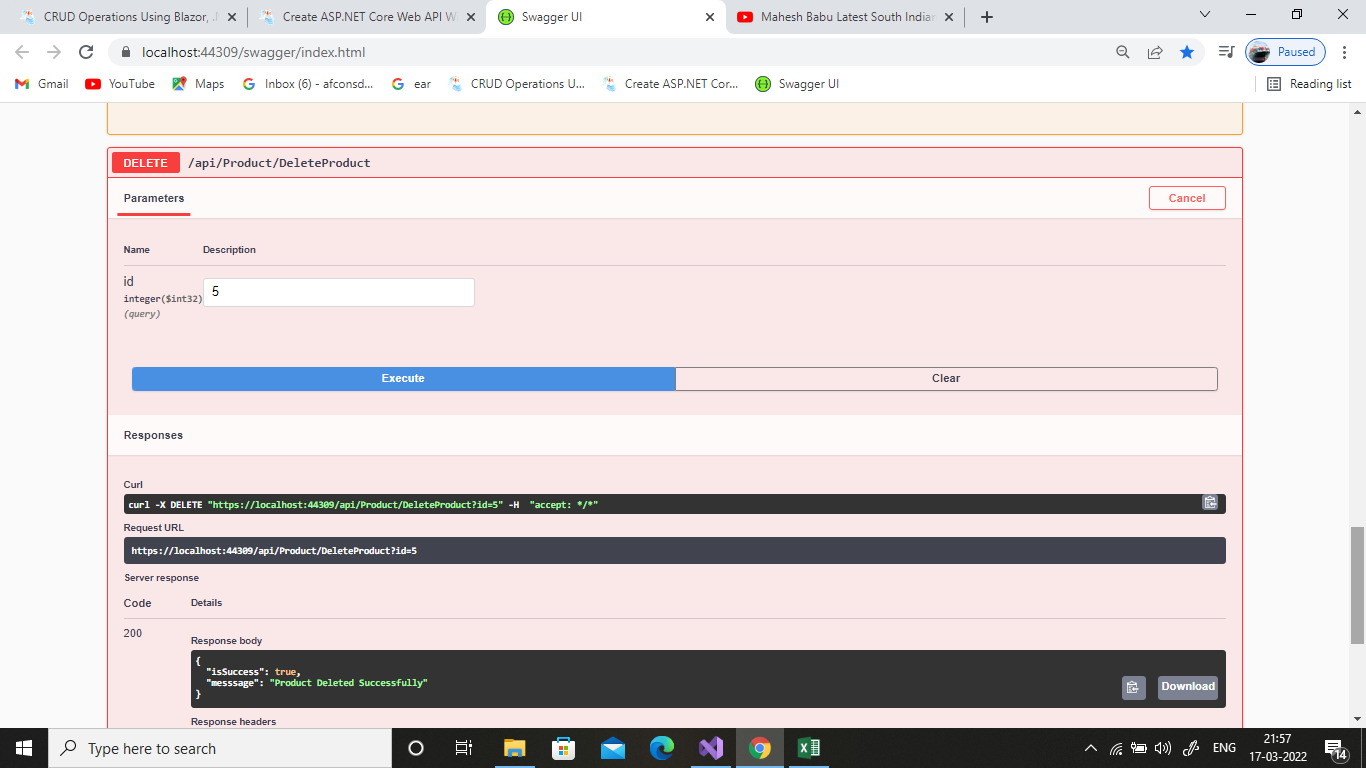 CRUD Operations Using Blazor, .N
Create ASP.NET Core Web API Wi
Swagger UI
Mahesh Babu Latest South Indian
localhost:44309/swagger/index.html
Paused
Gmail
YouTube
Maps
Inbox (6) - afconsd...
ear
CRUD Operations U...
Create ASP.NET Cor...
Swagger UI
Reading list
DELETE /api/Product/DeleteProduct
Parameters
Cancel
Name Description
id
integer($int32)
(query)
5
Execute
Clear
Responses
Curl
curl -X DELETE "https://localhost:44309/api/Product/DeleteProduct?id=5" -H  "accept: */*"
Request URL
https://localhost:44309/api/Product/DeleteProduct?id=5
Server response
Code Details
200
Response body
{
  "isSuccess": true,
  "messsage": "Product Deleted Successfully"
}
Download
Response headers
Type here to search
ENG
21:57
17-03-2022
14